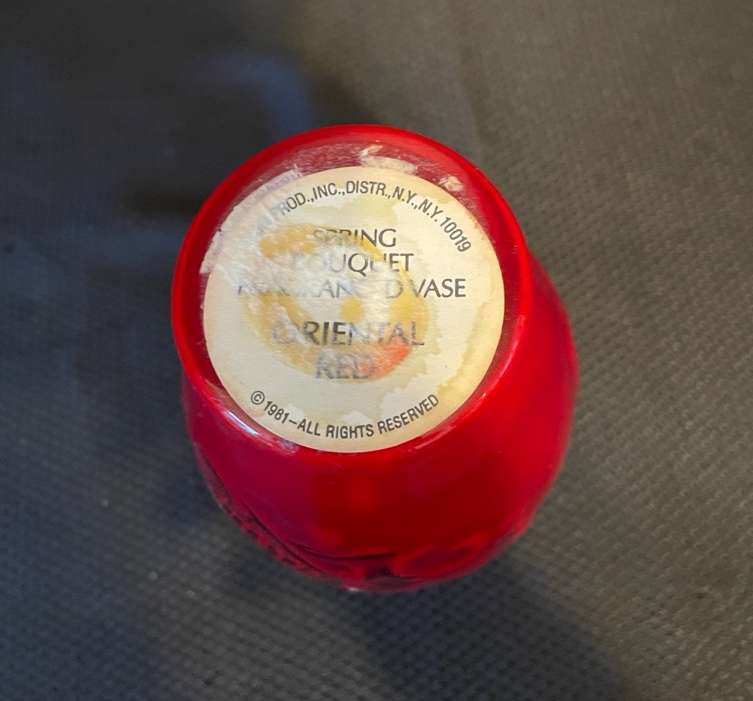 PROD.,INC.,DISTR.,N.Y.,N.Y. 10019
SPRING
BOUQUET
VASE
ORIENTAL
RED
©1981–ALL RIGHTS RESERVED